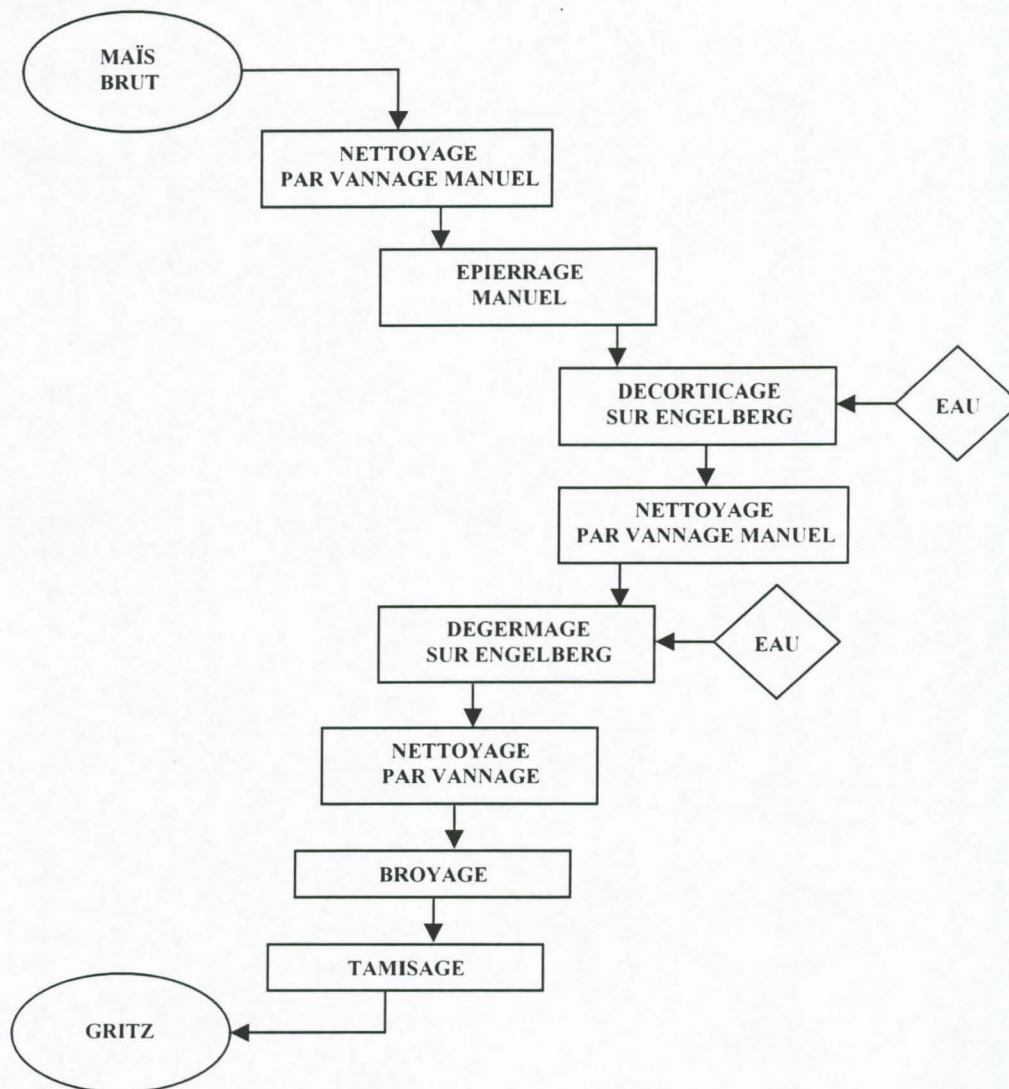 MAÏS
BRUT
NETTOYAGE
PAR VANNAGE MANUEL
EPIERRAGE
MANUEL
DECORTICAGE
SUR ENGELBERG
EAU
NETTOYAGE
PAR VANNAGE MANUEL
DEGERMAGE
SUR ENGELBERG
EAU
NETTOYAGE
PAR VANNAGE
BROYAGE
TAMISAGE
GRITZ